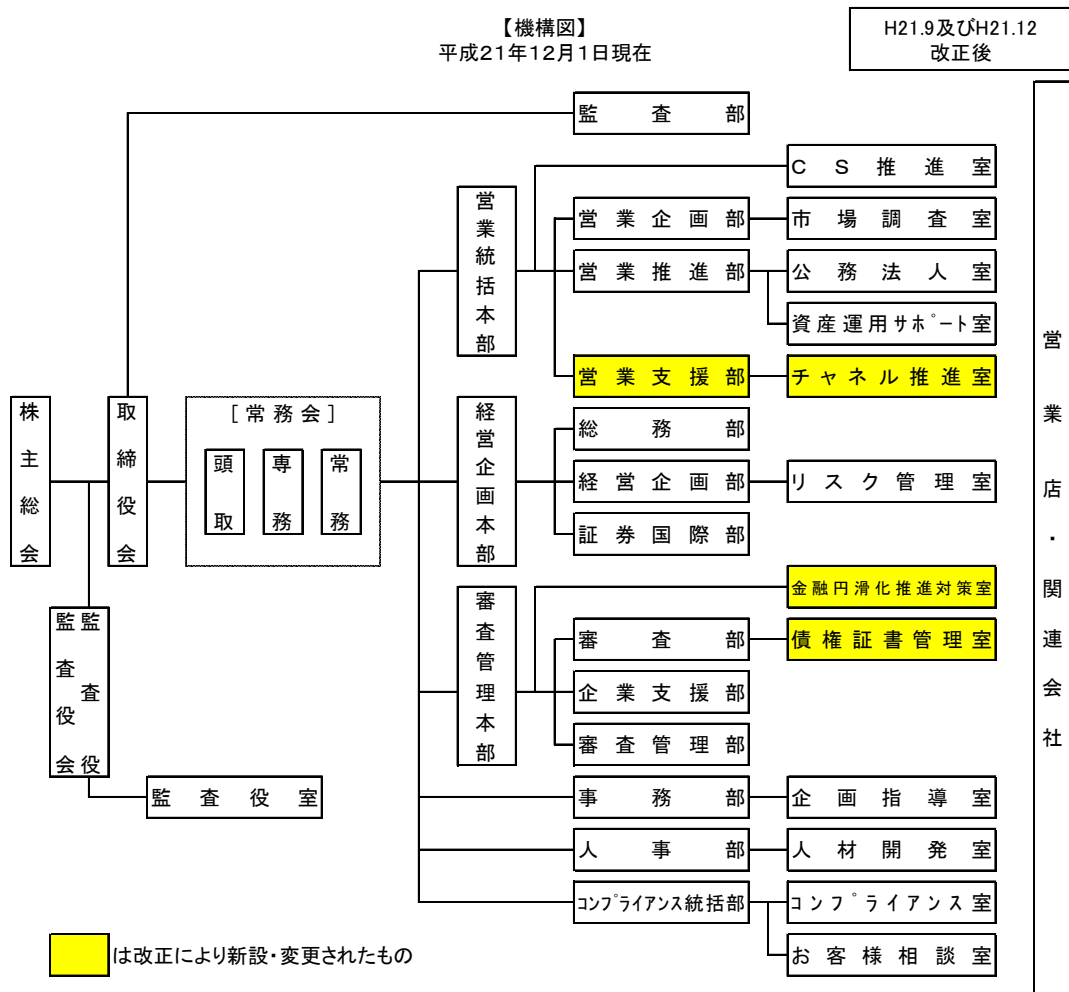 【機構図】
平成21年12月1日現在
H21.9及びH21.12
改正後
監査部
CS推進室
営業統括本部
営業企画部
市場調査室
営業推進部
公務法人室
資産運用サポート室
営業支援部
チャネル推進室
株主総会
取締役会
[常務会]
頭取
専務
常務
経営企画本部
総務部
経営企画部
リスク管理室
証券国際部
監査役会
監査役
監査役室
審査管理本部
金融円滑化推進対策室
審査部
債権証書管理室
企業支援部
審査管理部
事務部
企画指導室
人事部
人材開発室
コンプライアンス統括部
コンプライアンス室
お客様相談室
営業店・関連会社
は改正により新設・変更されたもの